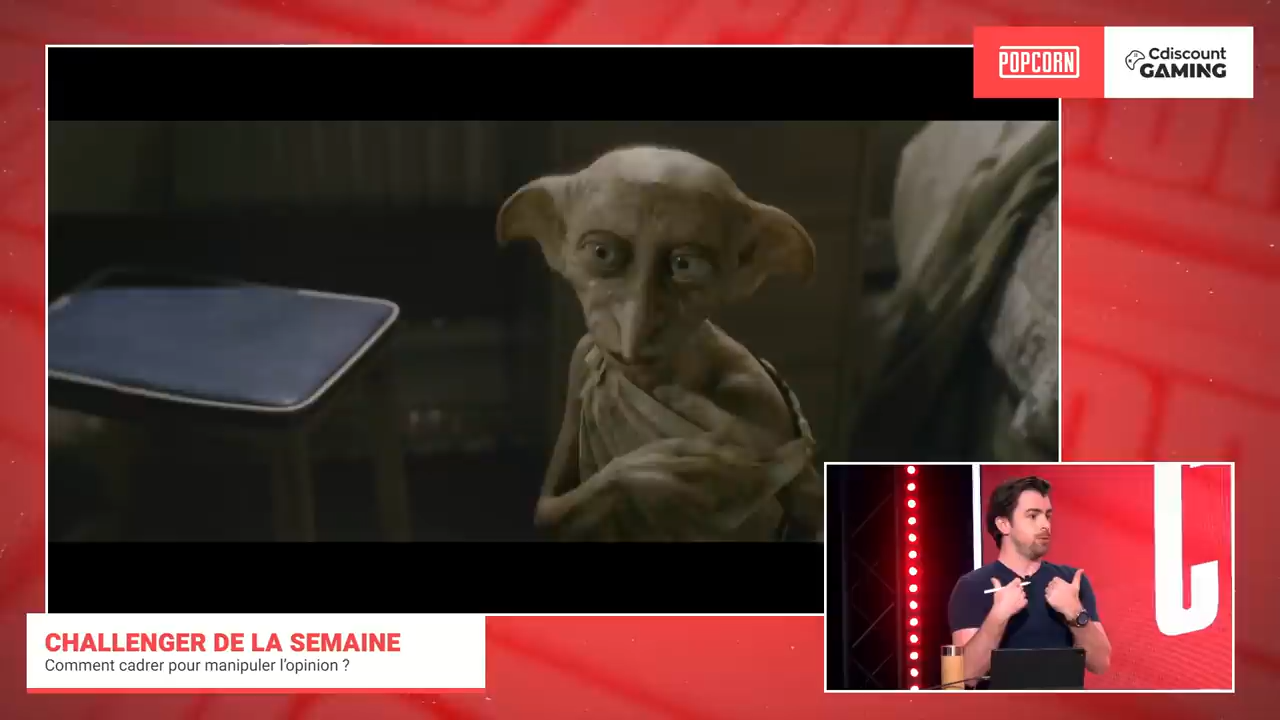 POPCORN
Cdiscount
GAMING
CHALLENGER DE LA SEMAINE
Comment cadrer pour manipuler l'opinion ?